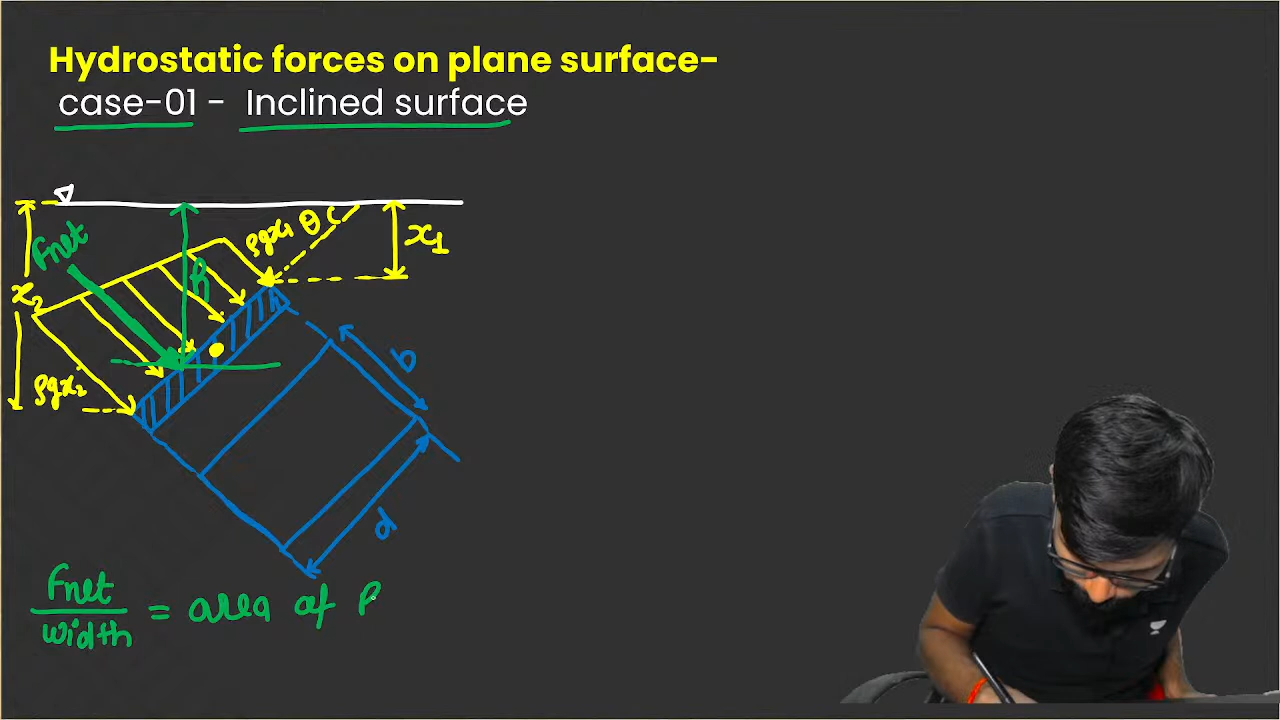 Hydrostatic forces on plane surface-
case-01 - Inclined surface
ρgx₁ θ
x₁
Fnet
x₂
h
ρgx₂
b
d
Fnet
width
= area of P